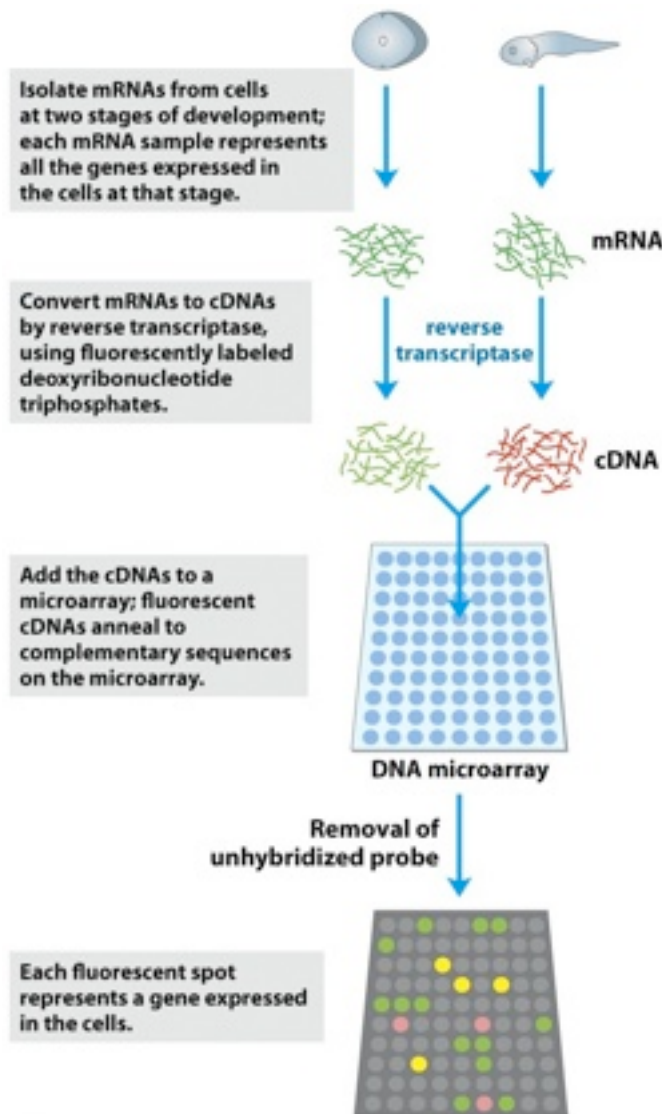 Isolate mRNAs from cells
at two stages of development;
each mRNA sample represents
all the genes expressed in
the cells at that stage.
mRNA
Convert mRNAs to cDNAs
by reverse transcriptase,
using fluorescently labeled
deoxyribonucleotide
triphosphates.
reverse
transcriptase
cDNA
Add the cDNAs to a
microarray; fluorescent
cDNAs anneal to
complementary sequences
on the microarray.
DNA microarray
Removal of
unhybridized probe
Each fluorescent spot
represents a gene expressed
in the cells.